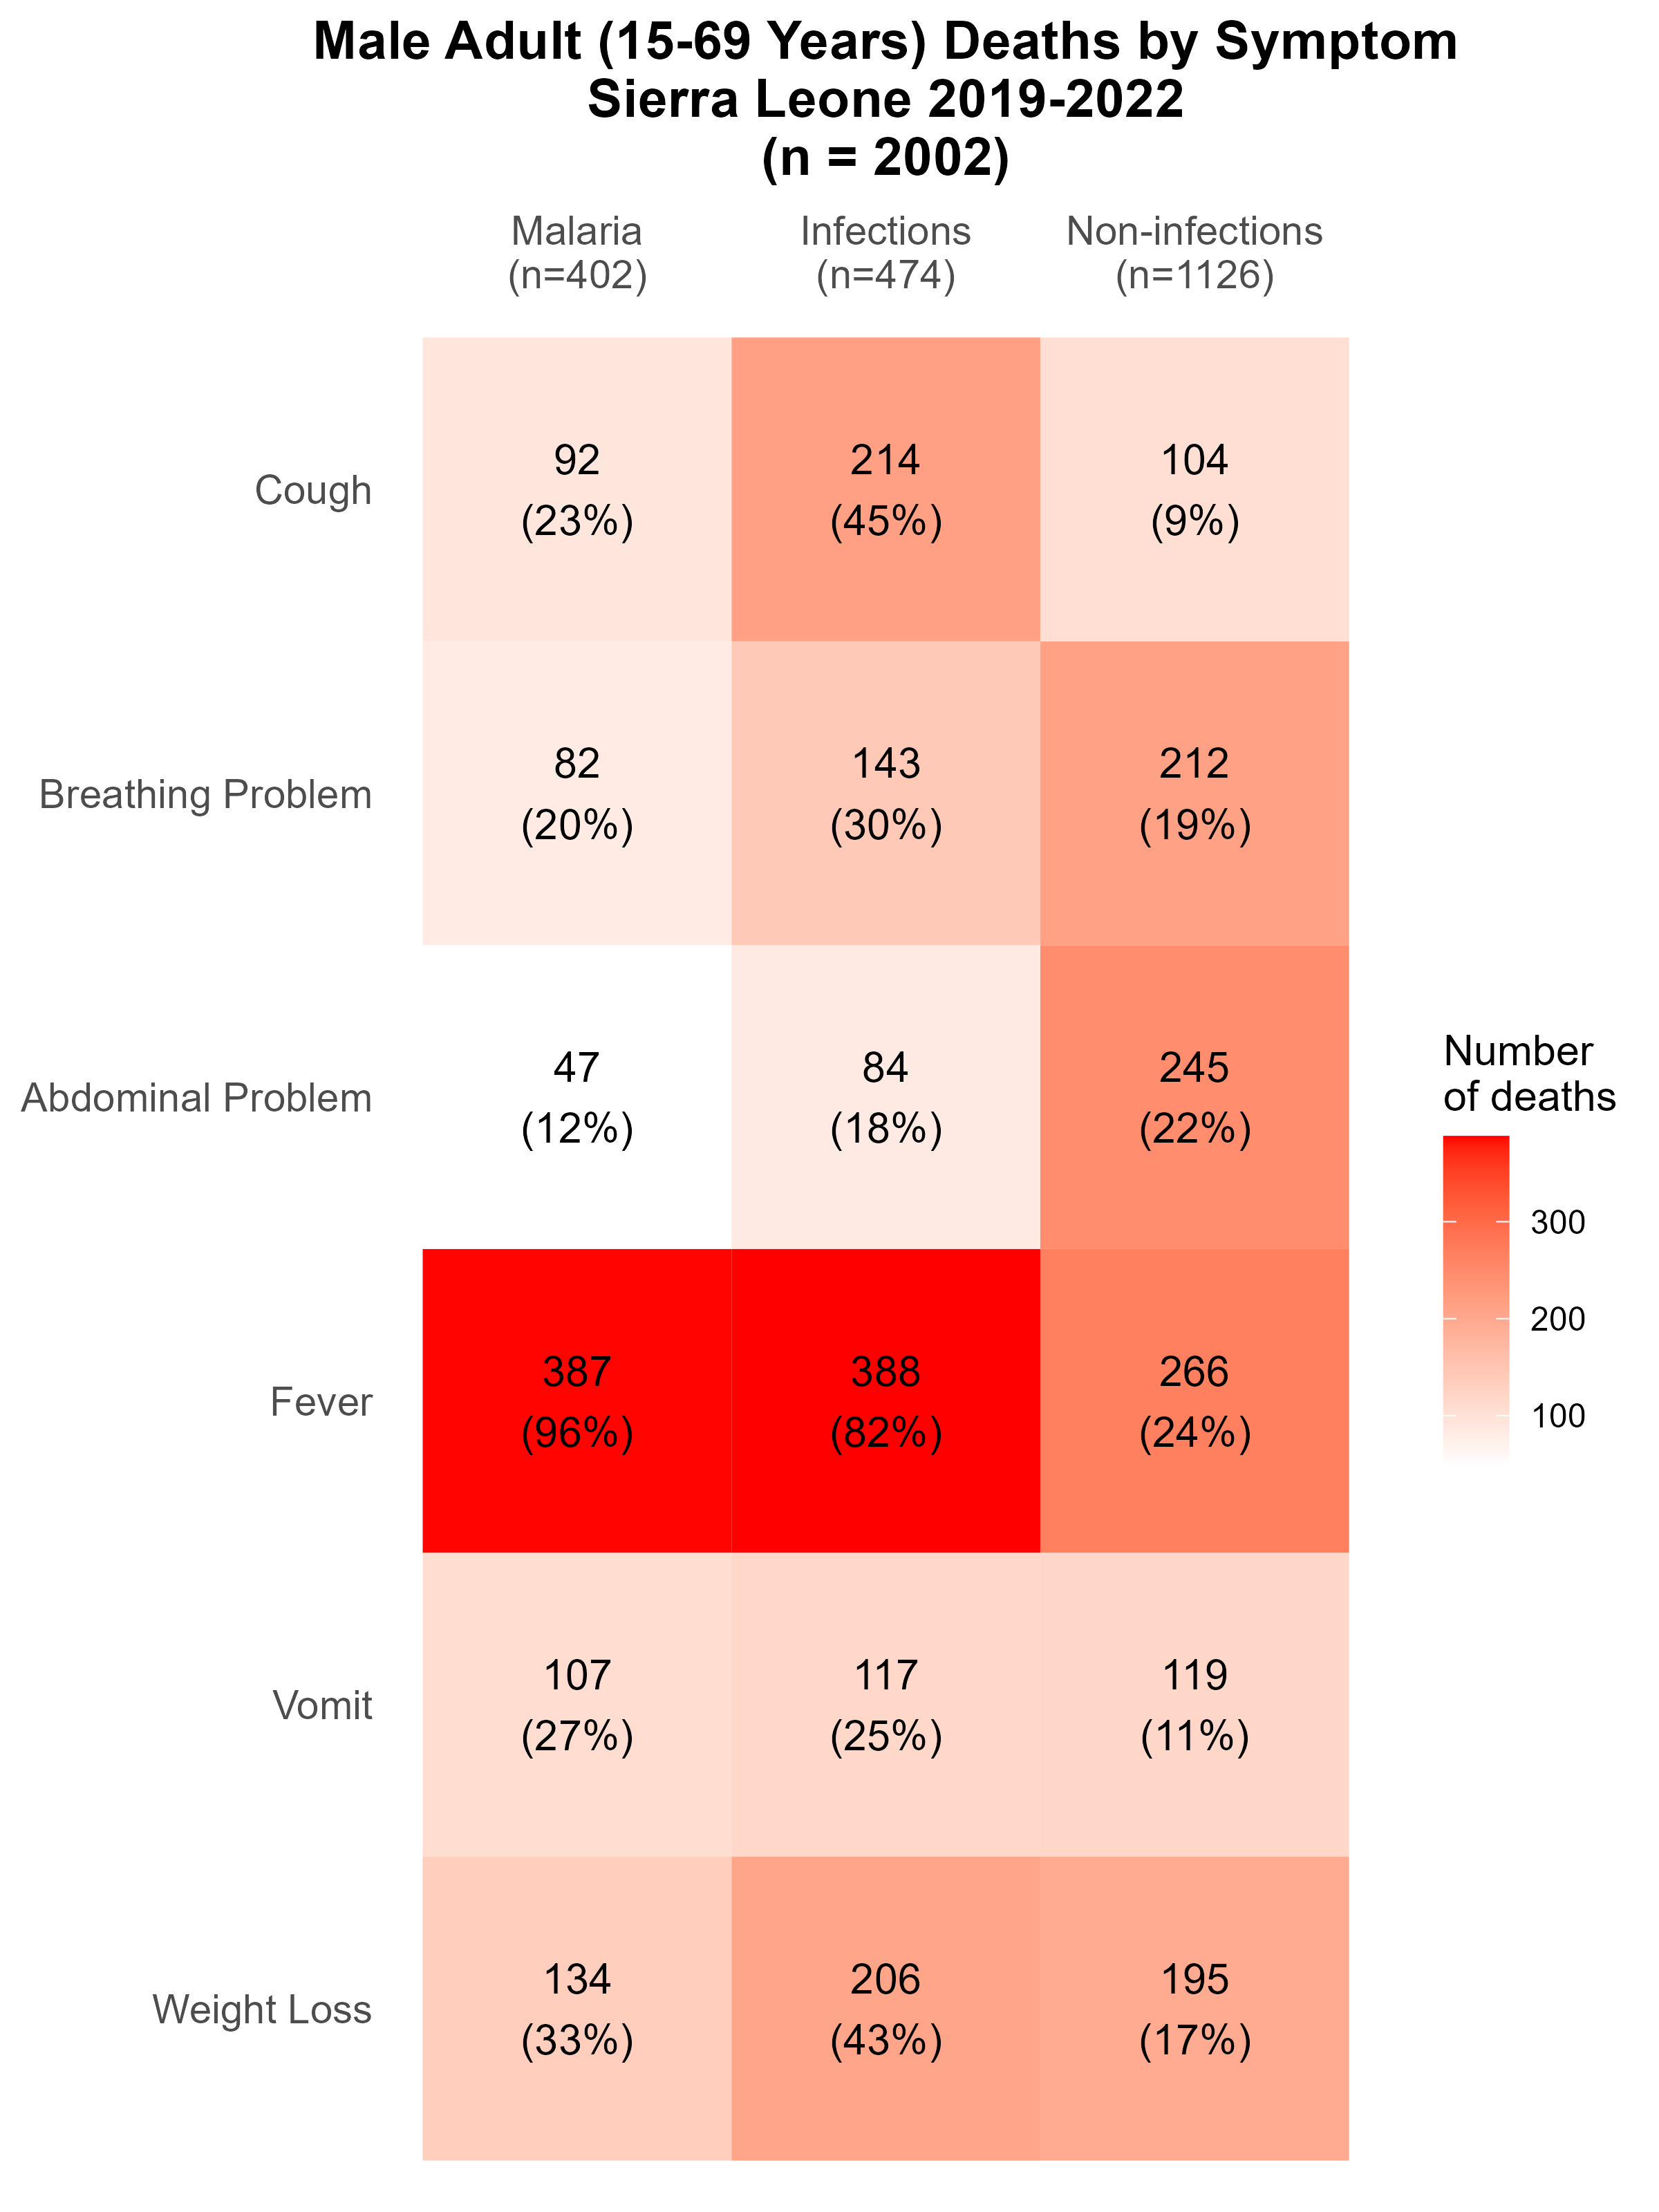 Male Adult (15-69 Years) Deaths by Symptom
Sierra Leone 2019-2022
(n = 2002)
Malaria Infections Non-infections
(n=402) (n=474) (n=1126)
Cough
92 214 104
(23%) (45%) (9%)
Breathing Problem
82 143 212
(20%) (30%) (19%)
Abdominal Problem
47 84 245
(12%) (18%) (22%)
Fever
387 388 266
(96%) (82%) (24%)
Vomit
107 117 119
(27%) (25%) (11%)
Weight Loss
134 206 195
(33%) (43%) (17%)
Number
of deaths
300
200
100